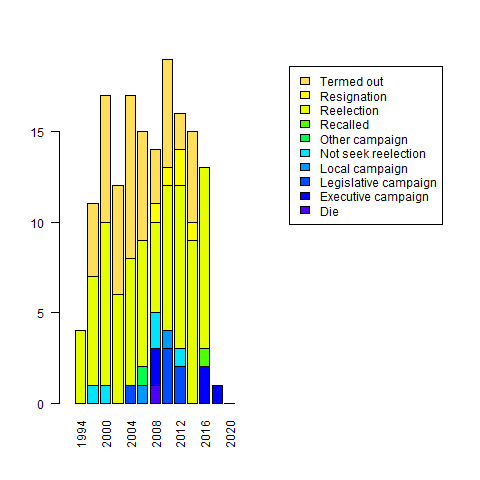 Termed out
Resignation
Reelection
Recalled
Other campaign
Not seek reelection
Local campaign
Legislative campaign
Executive campaign
Die
15
10
5
0
1994
2000
2004
2008
2012
2016
2020